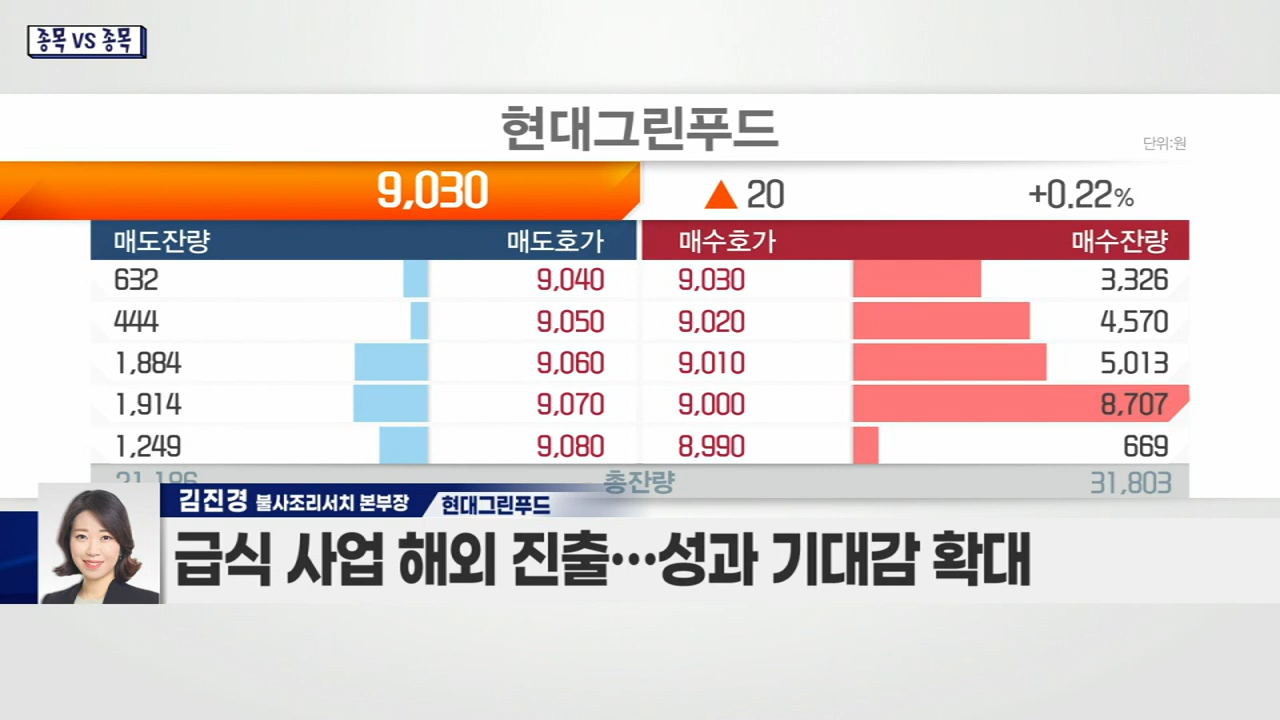 종목 VS 종목
현대그린푸드
단위:원
9,030 ▲ 20 +0.22%
매도잔량 매도호가 매수호가 매수잔량
632 9,040 9,030 3,326
444 9,050 9,020 4,570
1,884 9,060 9,010 5,013
1,914 9,070 9,000 8,707
1,249 9,080 8,990 669
21,186 총잔량 31,803
김진경 불사조리서치 본부장 현대그린푸드
급식 사업 해외 진출…성과 기대감 확대